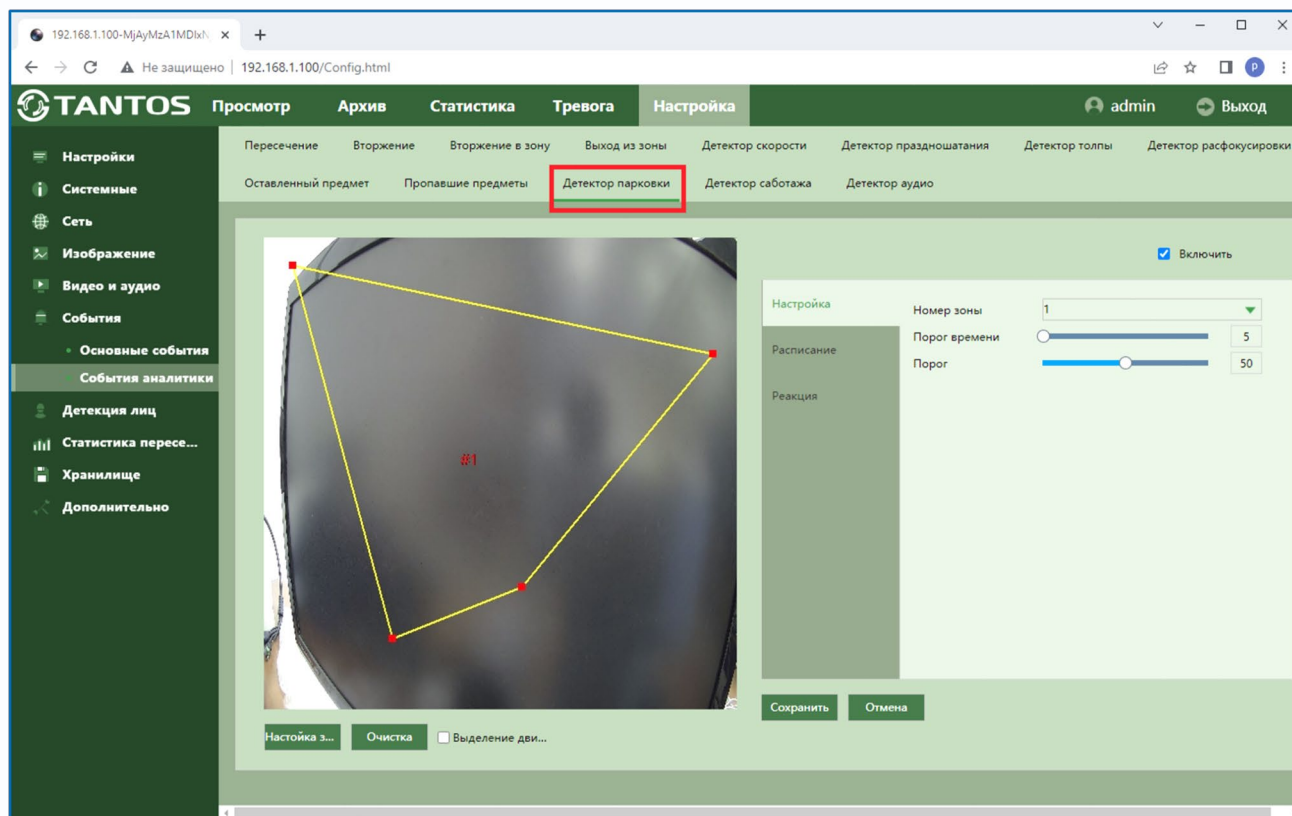 192.168.1.100-MjAyMzA1MDIxN
Не защищено 192.168.1.100/Config.html
P
TANTOS Просмотр Архив Статистика Тревога Настройка admin Выход
Настройки
Системные
Сеть
Изображение
Видео и аудио
События
Основные события
События аналитики
Детекция лиц
Статистика пересе...
Хранилище
Дополнительно
Пересечение Вторжение Вторжение в зону Выход из зоны Детектор скорости Детектор праздношатания Детектор толпы Детектор расфокусировки
Оставленный предмет Пропавшие предметы Детектор парковки Детектор саботажа Детектор аудио
#1
Включить
Настройка
Расписание
Реакция
Номер зоны 1
Порог времени 5
Порог 50
Сохранить Отмена
Настойка з... Очистка Выделение дви...